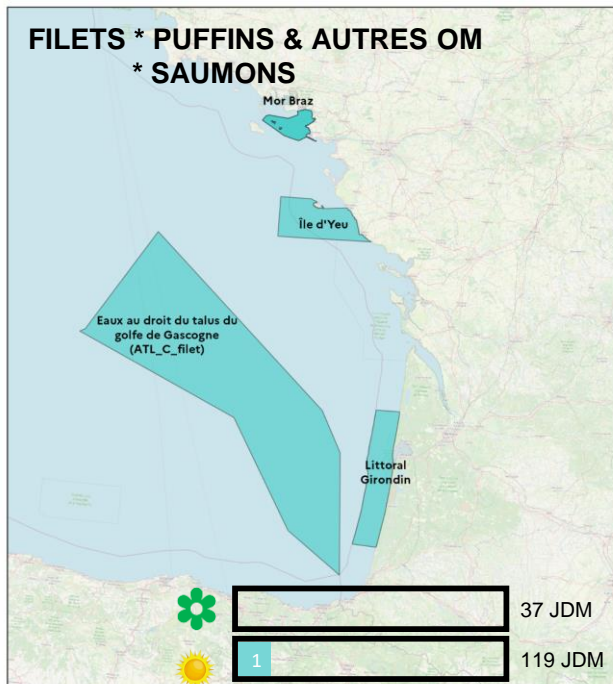 FILETS * PUFFINS & AUTRES OM
* SAUMONS
Mor Braz
Île d'Yeu
Eaux au droit du talus du
golfe de Gascogne
(ATL_C_filet)
Littoral
Girondin
37 JDM
1
119 JDM